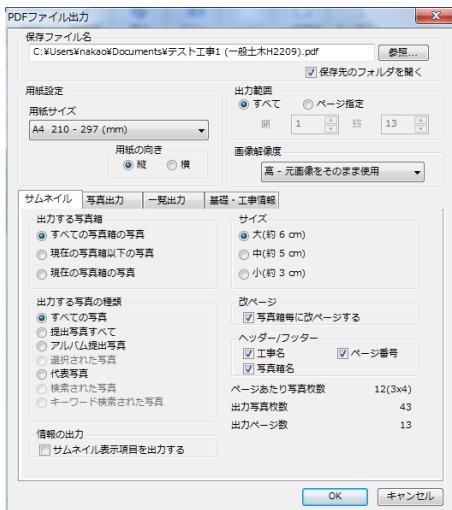 PDFファイル出力
保存ファイル名
C:¥Users¥nakao¥Documents¥テスト工事1 (一般土木H2209).pdf
参照...
保存先のフォルダを開く
用紙設定
用紙サイズ
A4 210 - 297 (mm)
用紙の向き
縦 横
出力範囲
すべて ページ指定
開 1 終 13
画像解像度
高 - 元画像をそのまま使用
サムネイル 写真出力 一覧出力 基礎・工事情報
出力する写真箱
すべての写真箱の写真
現在の写真箱以下の写真
現在の写真箱の写真
サイズ
大(約 6 cm)
中(約 5 cm)
小(約 3 cm)
出力する写真の種類
すべての写真
提出写真すべて
アルバム提出写真
選択された写真
代表写真
検索された写真
キーワード検索された写真
改ページ
写真箱毎に改ページする
ヘッダー/フッター
工事名 ページ番号
写真箱名
ページあたり写真枚数 12(3x4)
出力写真枚数 43
出力ページ数 13
情報の出力
サムネイル表示項目を出力する
OK キャンセル